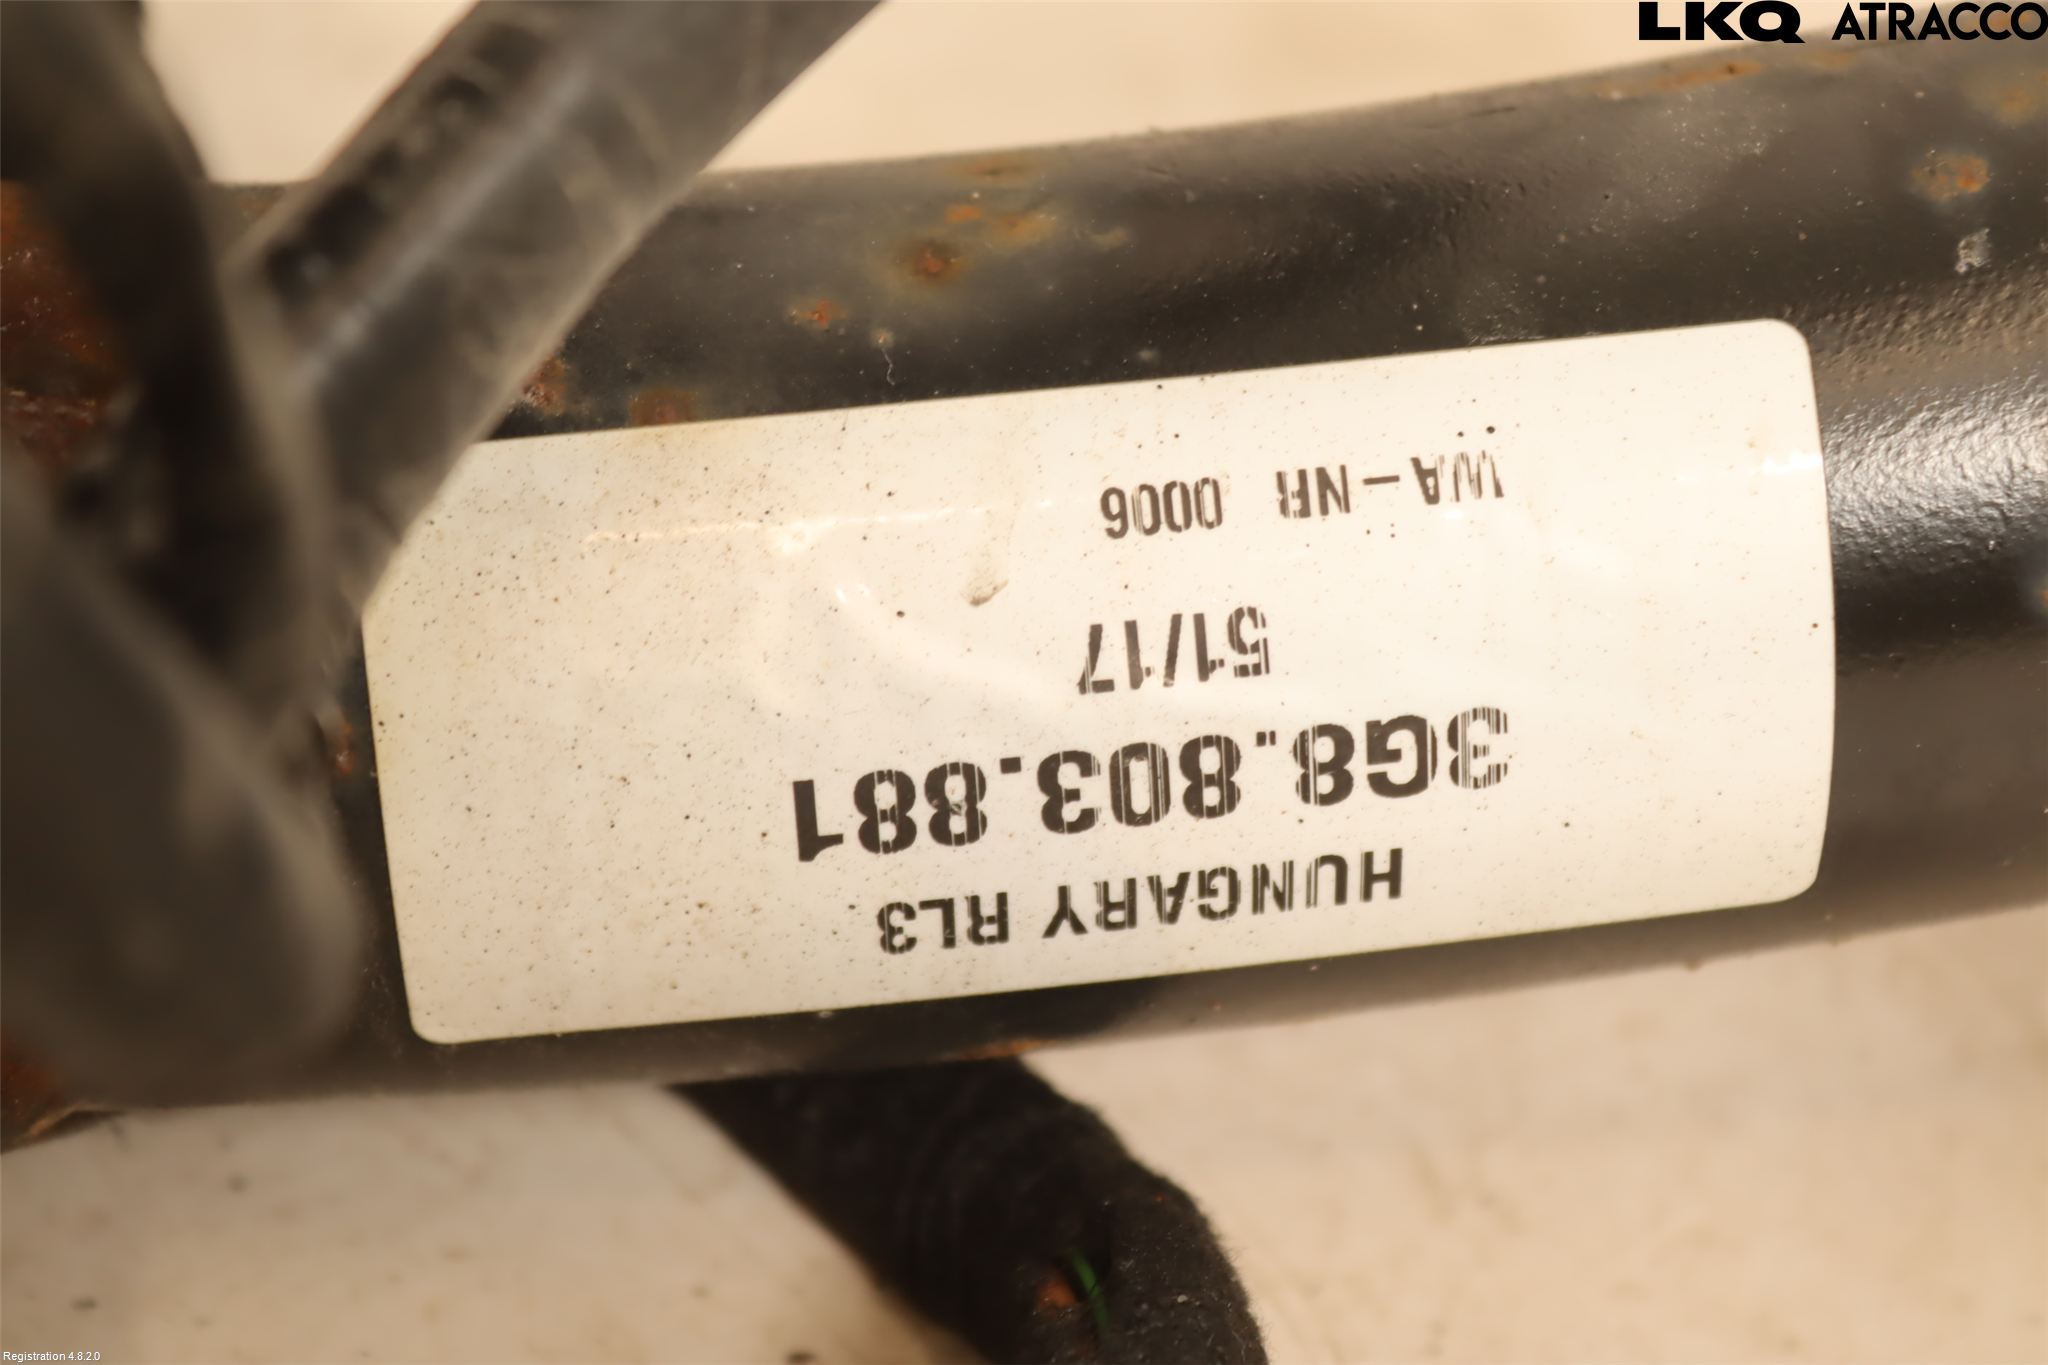 LKQ ATRACCO
HUNGARY RL3
3G8.803.881
51/17
WA-NR 0006
Registration 4.8.2.0